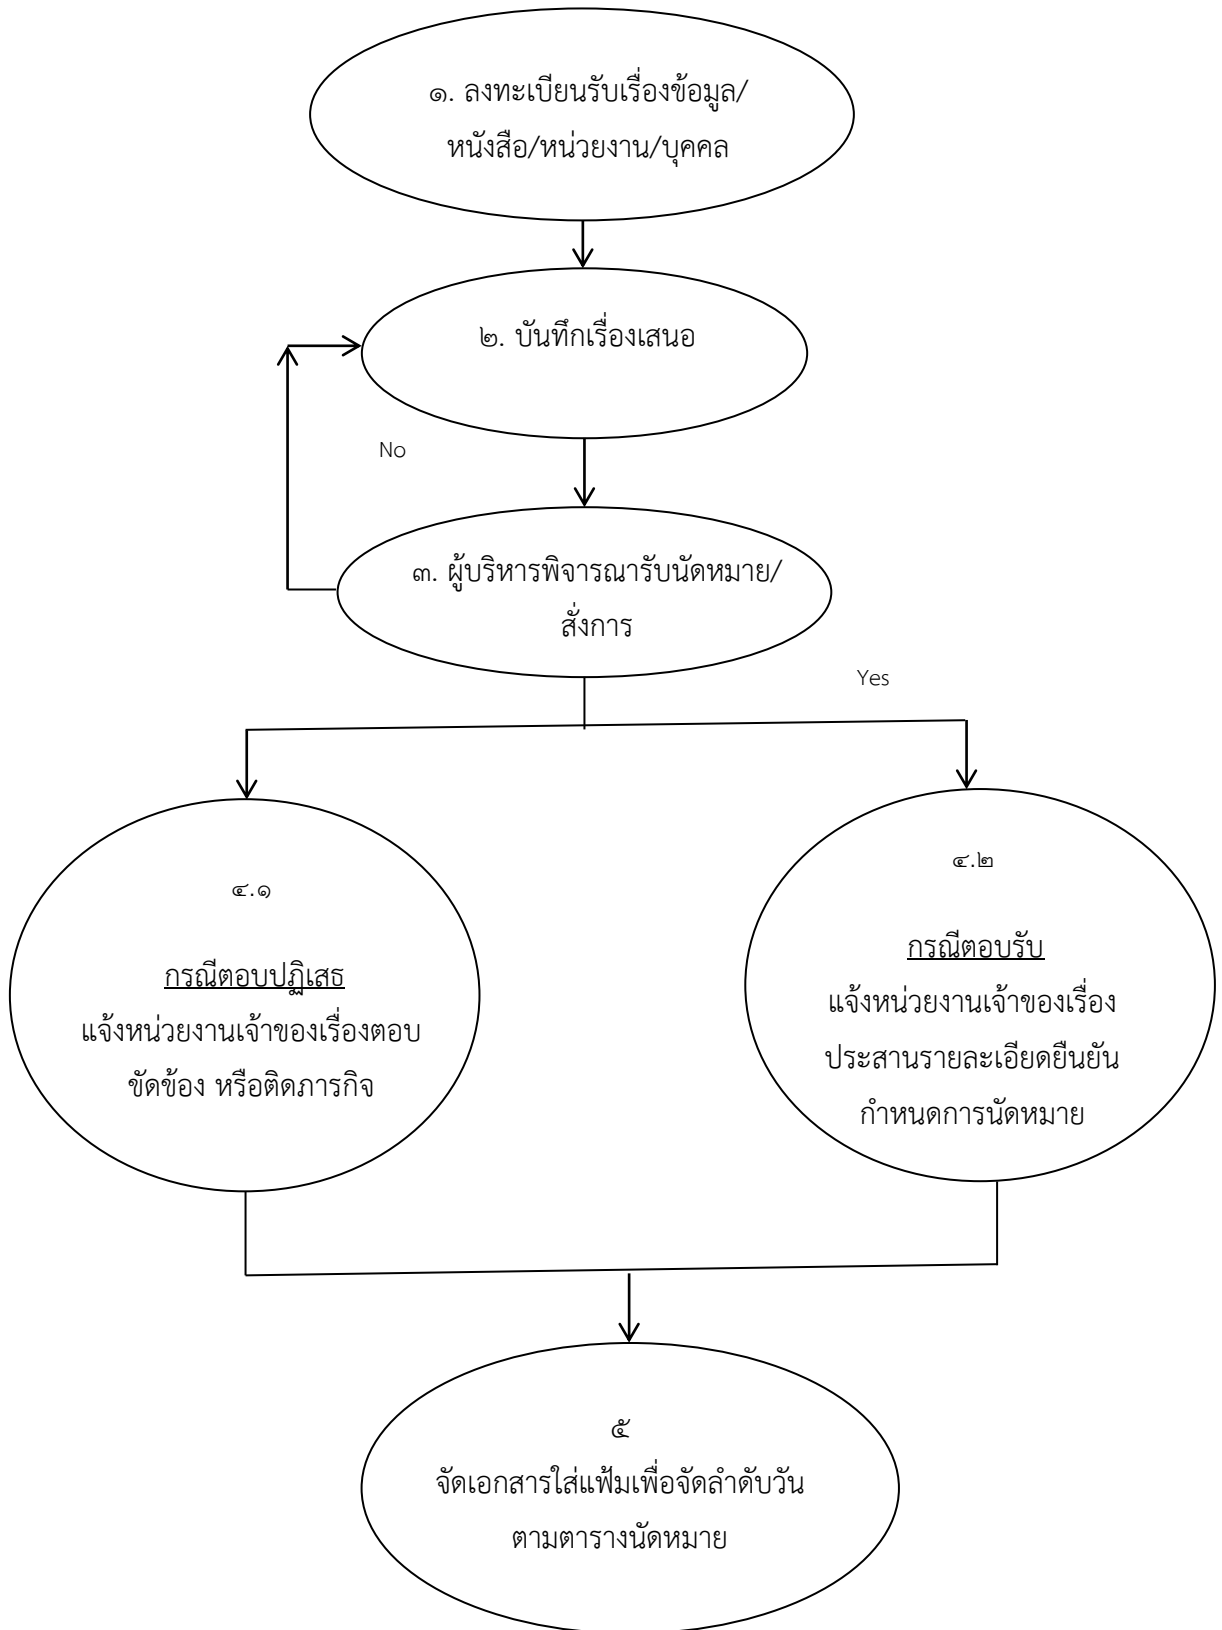 ๑. ลงทะเบียนรับเรื่องข้อมูล/
หนังสือ/หน่วยงาน/บุคคล
๒. บันทึกเรื่องเสนอ
No
๓. ผู้บริหารพิจารณารับนัดหมาย/
สั่งการ
Yes
๔.๑
กรณีตอบปฏิเสธ
แจ้งหน่วยงานเจ้าของเรื่องตอบ
ขัดข้อง หรือติดภารกิจ
๔.๒
กรณีตอบรับ
แจ้งหน่วยงานเจ้าของเรื่อง
ประสานรายละเอียดยืนยัน
กำหนดการนัดหมาย
๕
จัดเอกสารใส่แฟ้มเพื่อจัดลำดับวัน
ตามตารางนัดหมาย